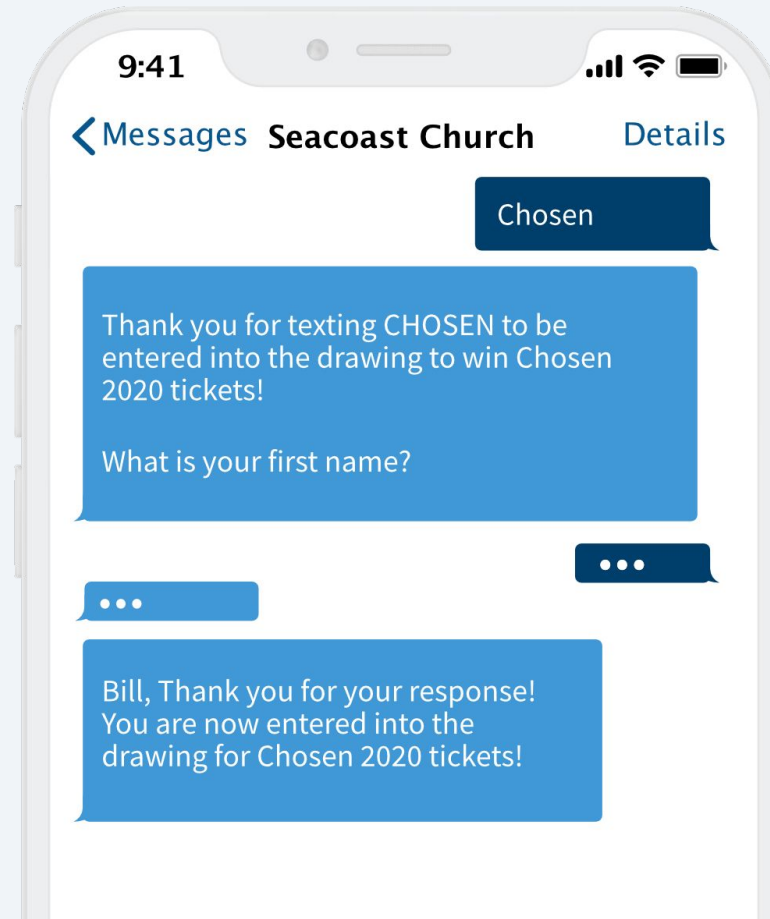 9:41
Messages Seacoast Church Details
Chosen
Thank you for texting CHOSEN to be
entered into the drawing to win Chosen
2020 tickets!
What is your first name?
Bill, Thank you for your response!
You are now entered into the
drawing for Chosen 2020 tickets!